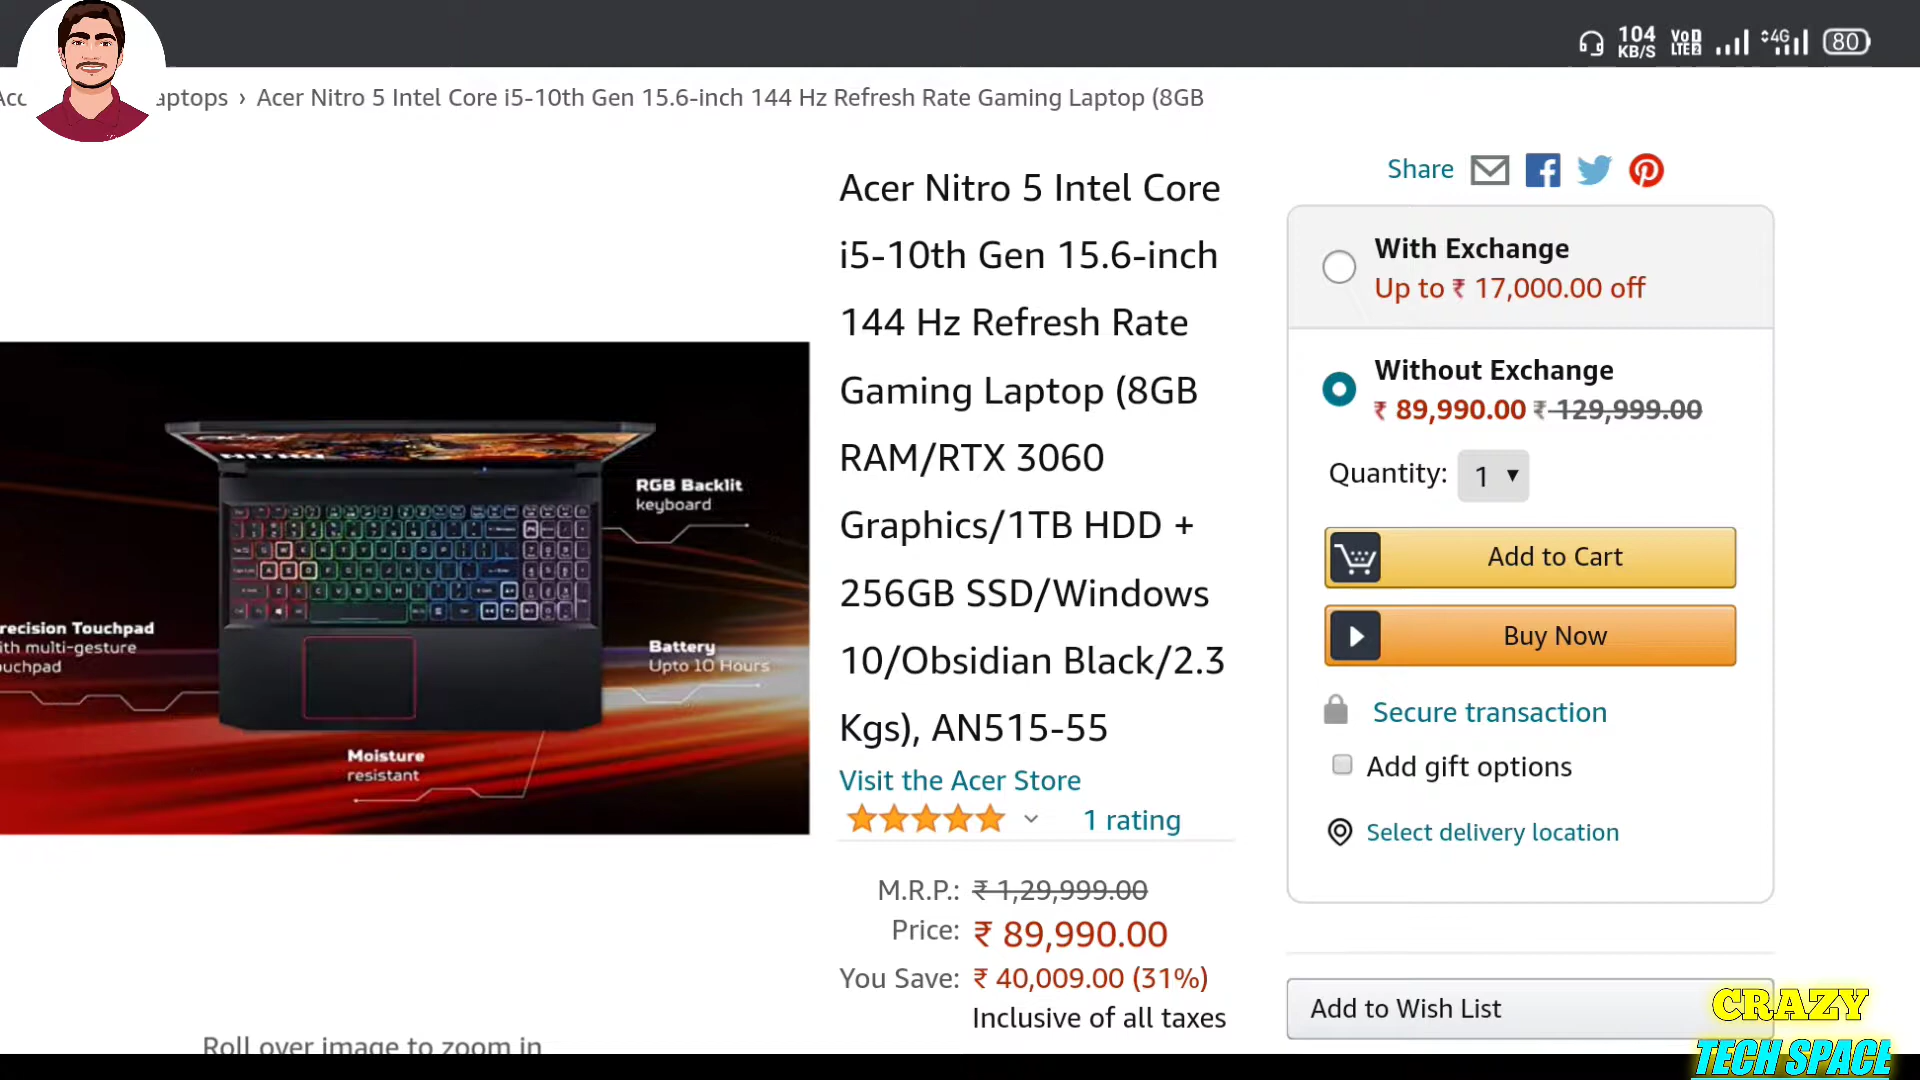 104 KB/S VoD LTE2 4G 80
aptops › Acer Nitro 5 Intel Core i5-10th Gen 15.6-inch 144 Hz Refresh Rate Gaming Laptop (8GB
Share
Acer Nitro 5 Intel Core
i5-10th Gen 15.6-inch
144 Hz Refresh Rate
Gaming Laptop (8GB
RAM/RTX 3060
Graphics/1TB HDD +
256GB SSD/Windows
10/Obsidian Black/2.3
Kgs), AN515-55
Visit the Acer Store
1 rating
M.R.P.: ₹ 1,29,999.00
Price: ₹ 89,990.00
You Save: ₹ 40,009.00 (31%)
Inclusive of all taxes
With Exchange
Up to ₹ 17,000.00 off
Without Exchange
₹ 89,990.00 ₹ 129,999.00
Quantity: 1
Add to Cart
Buy Now
Secure transaction
Add gift options
Select delivery location
Add to Wish List
RGB Backlit
keyboard
recision Touchpad
ith multi-gesture
ouchpad
Battery
Upto 10 Hours
Moisture
resistant
NITRO
Roll over image to zoom in
CRAZY
TECH SPACE